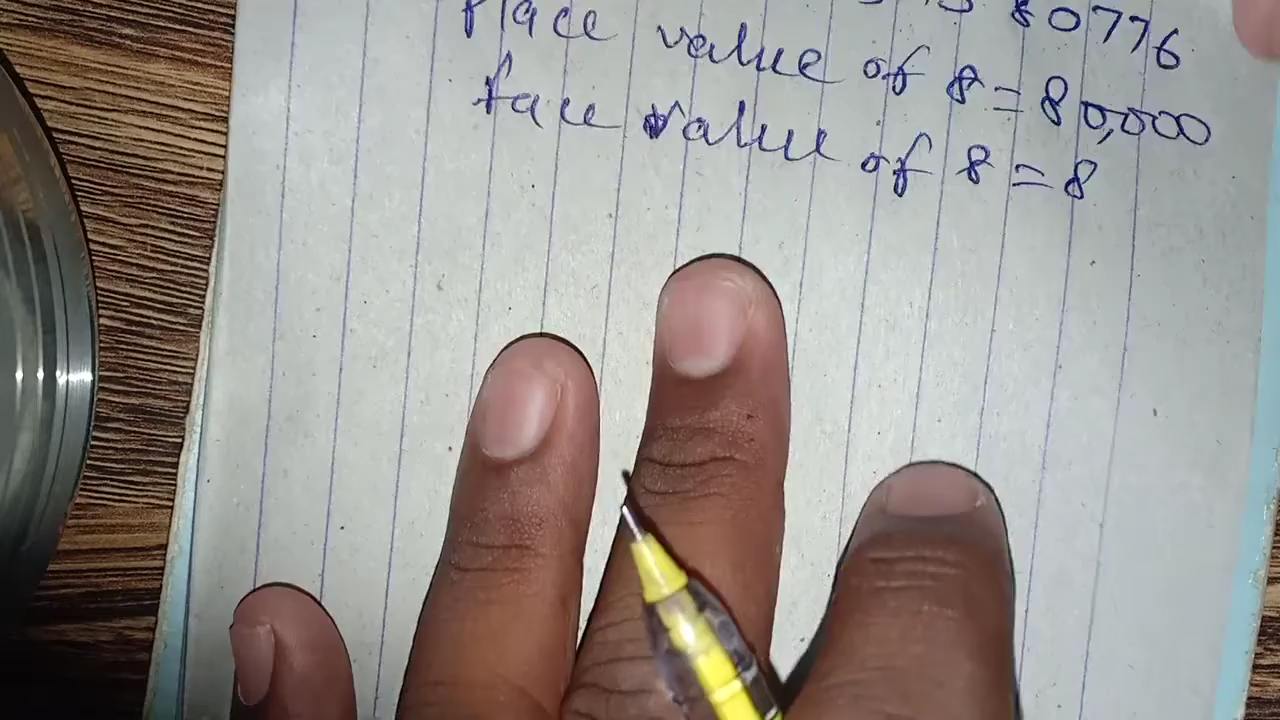 80776
Place value of 8 = 80,000
face value of 8 = 8